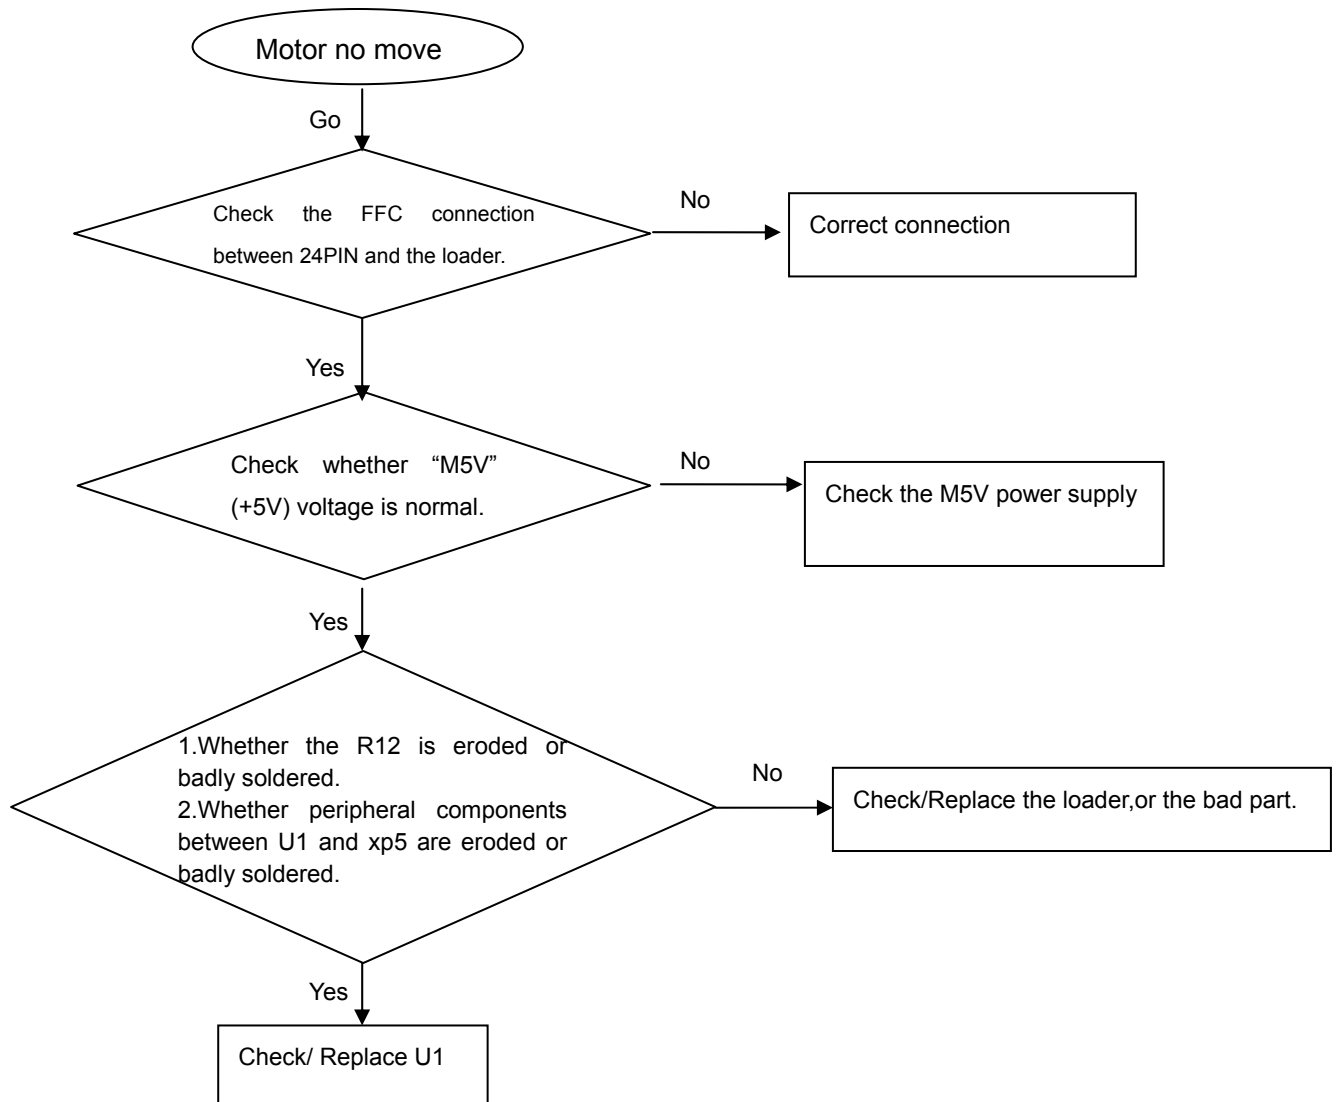 Motor no move
Go
Check the FFC connection
between 24PIN and the loader.
No
Correct connection
Yes
Check whether “M5V”
(+5V) voltage is normal.
No
Check the M5V power supply
Yes
1.Whether the R12 is eroded or
badly soldered.
2.Whether peripheral components
between U1 and xp5 are eroded or
badly soldered.
No
Check/Replace the loader,or the bad part.
Yes
Check/ Replace U1